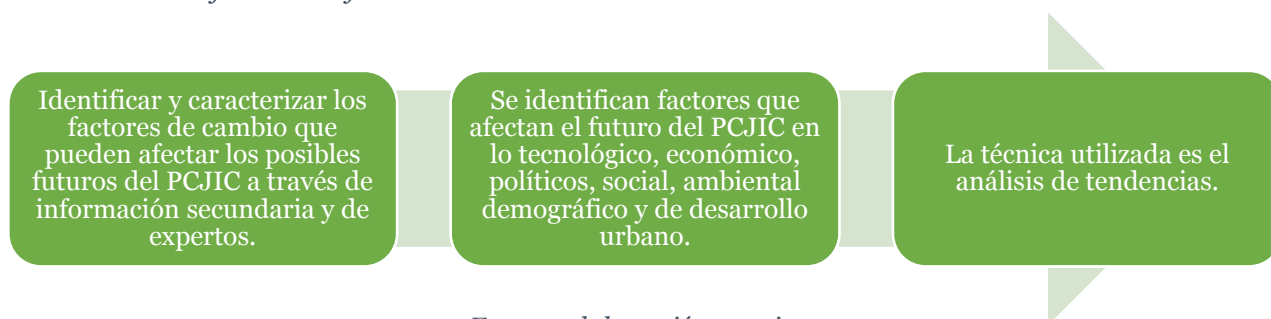 Identificar y caracterizar los
factores de cambio que
pueden afectar los posibles
futuros del PCJIC a través de
información secundaria y de
expertos.
Se identifican factores que
afectan el futuro del PCJIC en
lo tecnológico, económico,
políticos, social, ambiental
demográfico y de desarrollo
urbano.
La técnica utilizada es el
análisis de tendencias.